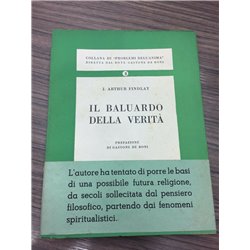 COLLANA DI "PROBLEMI DELL'ANIMA"
DIRETTA DAL DOTT. GASTONE DE BONI
3
J. ARTHUR FINDLAY
IL BALUARDO
DELLA VERITÀ
PREFAZIONE
DI GASTONE DE BONI
L'autore ha tentato di porre le basi
di una possibile futura religione,
da secoli sollecitata dal pensiero
filosofico, partendo dai fenomeni
spiritualistici.